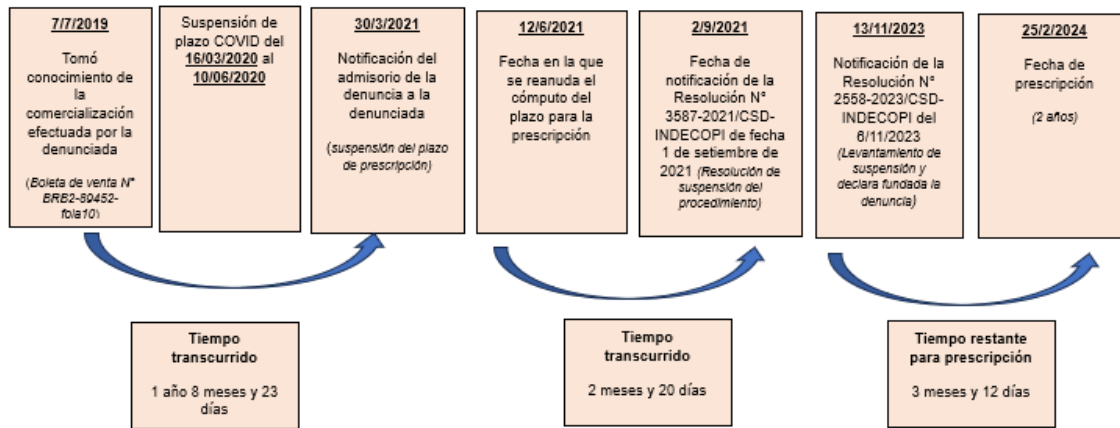 7/7/2019
Tomó
conocimiento de
la
comercialización
efectuada por la
denunciada
(Boleta de venta N°
BRB2-89452-
foja10)
Suspensión de
plazo COVID del
16/03/2020 al
10/06/2020
30/3/2021
Notificación del
admisorio de la
denuncia a la
denunciada
(suspensión del plazo
de prescripción)
12/6/2021
Fecha en la que
se reanuda el
cómputo del
plazo para la
prescripción
2/9/2021
Fecha de
notificación de la
Resolución N°
3587-2021/CSD-
INDECOPI de fecha
1 de setiembre de
2021 (Resolución de
suspensión del
procedimiento)
13/11/2023
Notificación de la
Resolución N°
2558-2023/CSD-
INDECOPI del
6/11/2023
(Levantamiento de
suspensión y
declara fundada la
denuncia)
25/2/2024
Fecha de
prescripción
(2 años)
Tiempo
transcurrido
1 año 8 meses y 23
días
Tiempo
transcurrido
2 meses y 20 días
Tiempo restante
para prescripción
3 meses y 12 días